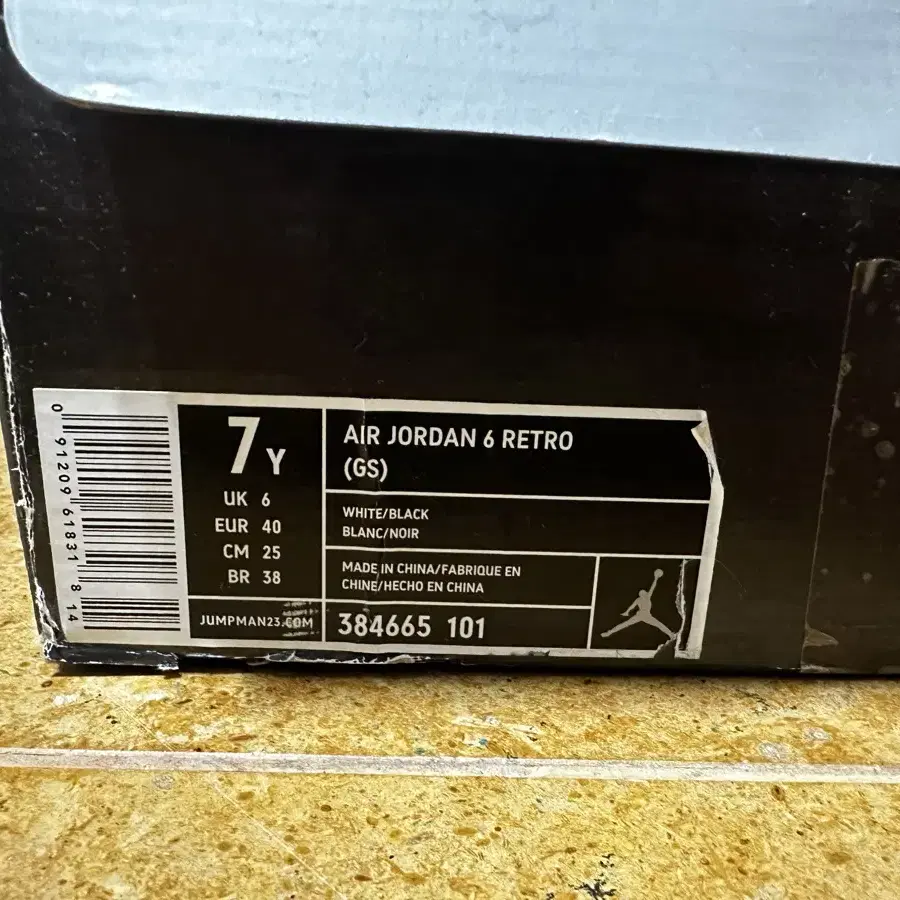 0 91209 61831 8 14
7 Y
UK 6
EUR 40
CM 25
BR 38
JUMPMAN23.COM
AIR JORDAN 6 RETRO
(GS)
WHITE/BLACK
BLANC/NOIR
MADE IN CHINA/FABRIQUE EN
CHINE/HECHO EN CHINA
384665 101